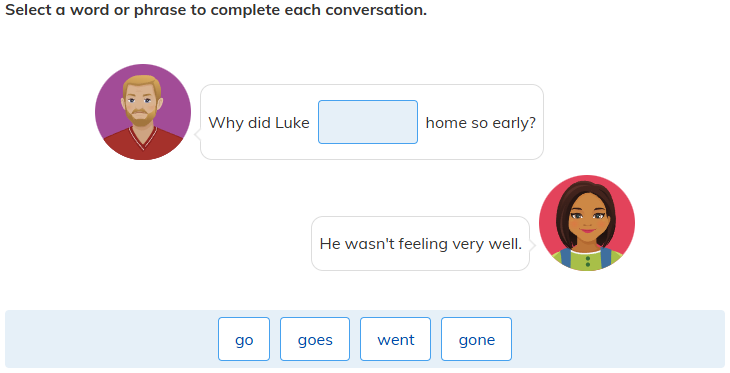 Select a word or phrase to complete each conversation.
Why did Luke home so early?
He wasn't feeling very well.
go goes went gone